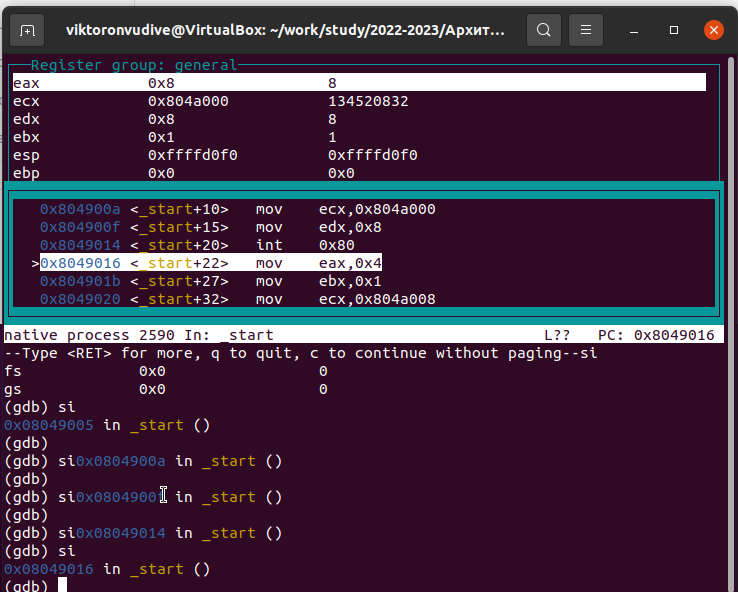 viktoronvudive@VirtualBox: ~/work/study/2022-2023/Архит...
Register group: general
eax 0x8 8
ecx 0x804a000 134520832
edx 0x8 8
ebx 0x1 1
esp 0xffffd0f0 0xffffd0f0
ebp 0x0 0x0
0x804900a <_start+10> mov ecx,0x804a000
0x804900f <_start+15> mov edx,0x8
0x8049014 <_start+20> int 0x80
>0x8049016 <_start+22> mov eax,0x4
0x804901b <_start+27> mov ebx,0x1
0x8049020 <_start+32> mov ecx,0x804a008
native process 2590 In: _start L?? PC: 0x8049016
--Type <RET> for more, q to quit, c to continue without paging--si
fs 0x0 0
gs 0x0 0
(gdb) si
0x08049005 in _start ()
(gdb)
(gdb) si0x0804900a in _start ()
(gdb)
(gdb) si0x0804900f in _start ()
(gdb)
(gdb) si0x08049014 in _start ()
(gdb) si
0x08049016 in _start ()
(gdb)